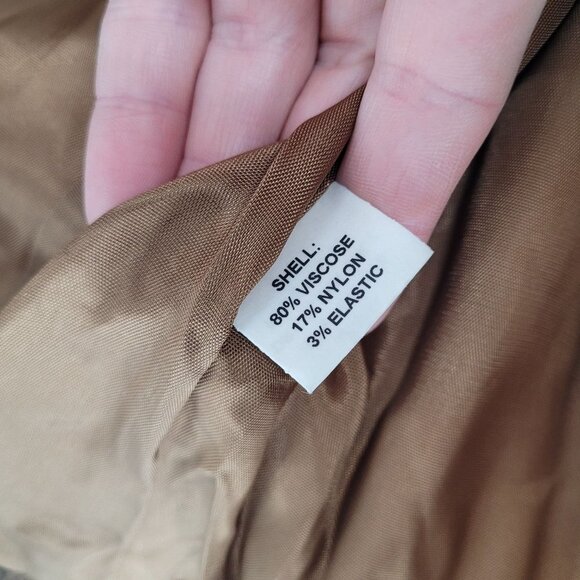 SHELL:
80% VISCOSE
17% NYLON
3% ELASTIC